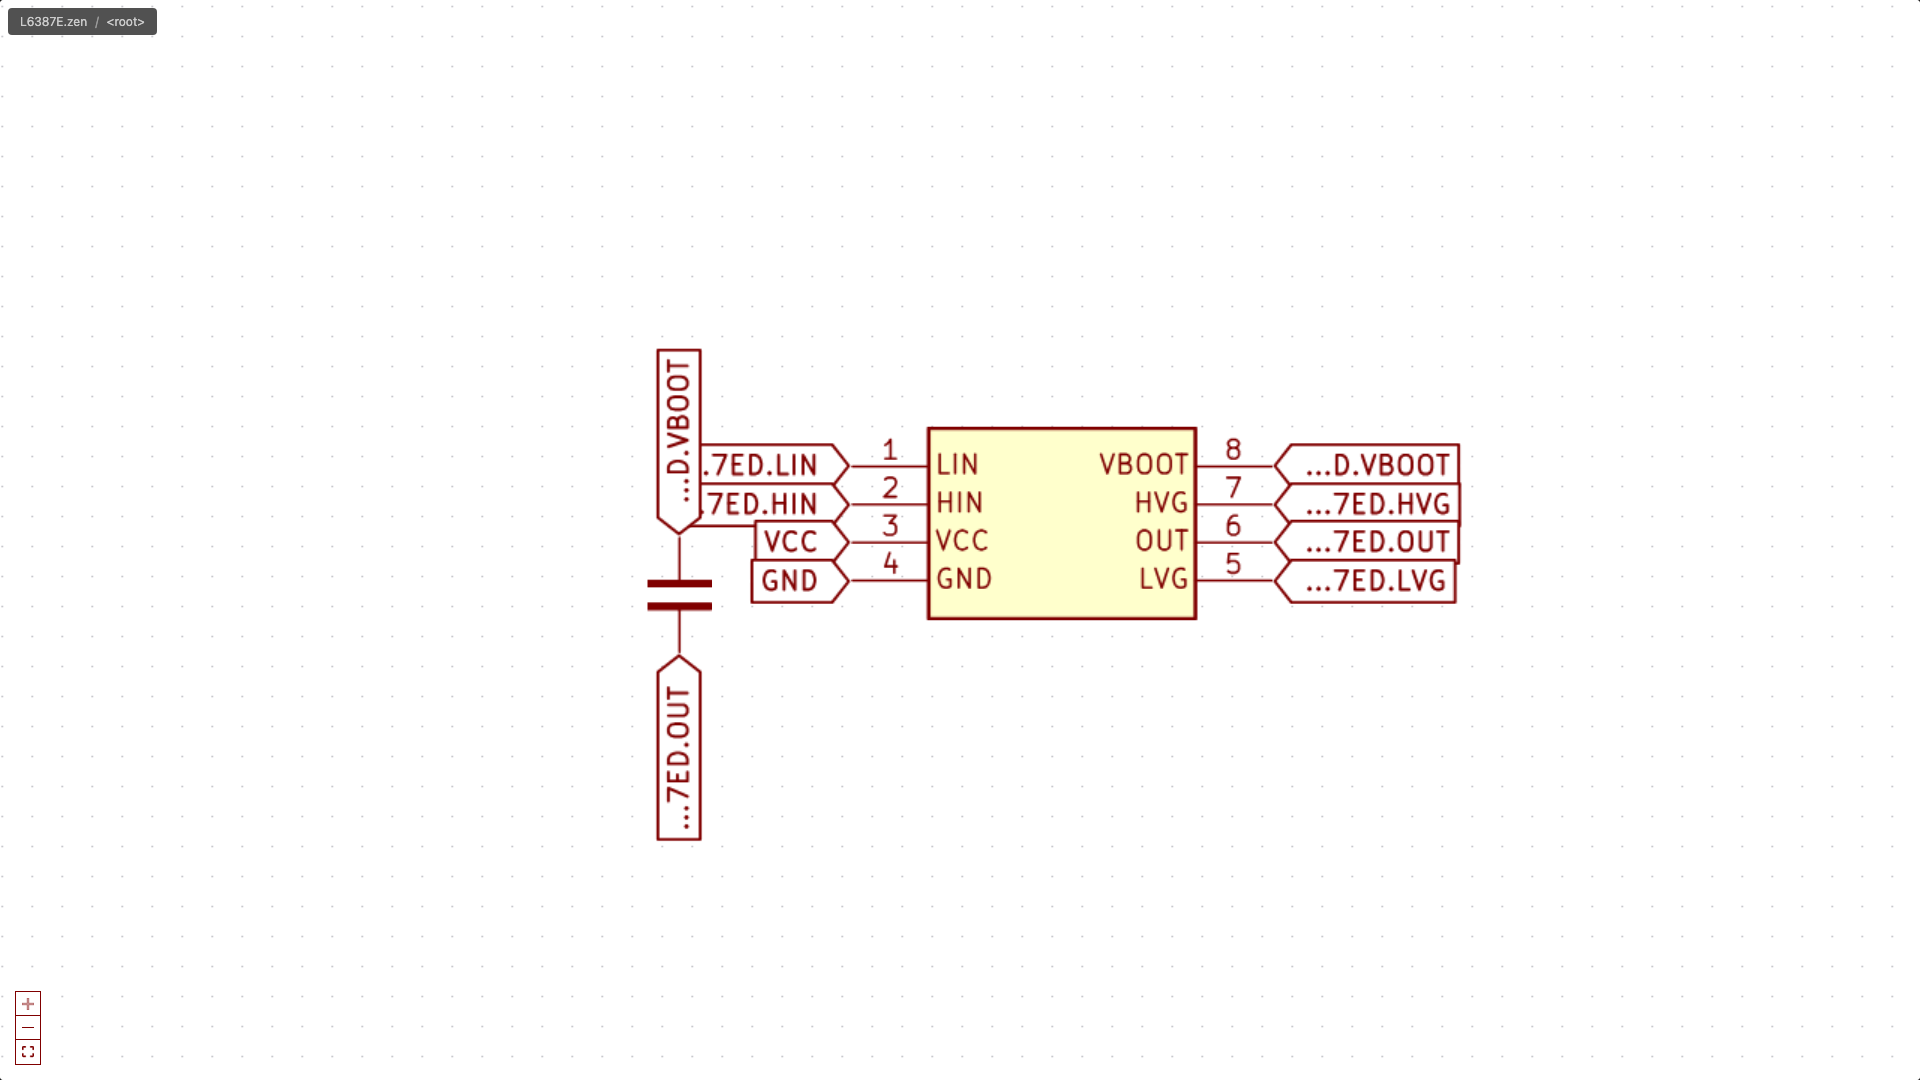 L6387E.zen / <root>
...D.VBOOT
.7ED.LIN
.7ED.HIN
VCC
GND
1
2
3
4
LIN
HIN
VCC
GND
VBOOT
HVG
OUT
LVG
8
7
6
5
...D.VBOOT
...7ED.HVG
...7ED.OUT
...7ED.LVG
...7ED.OUT